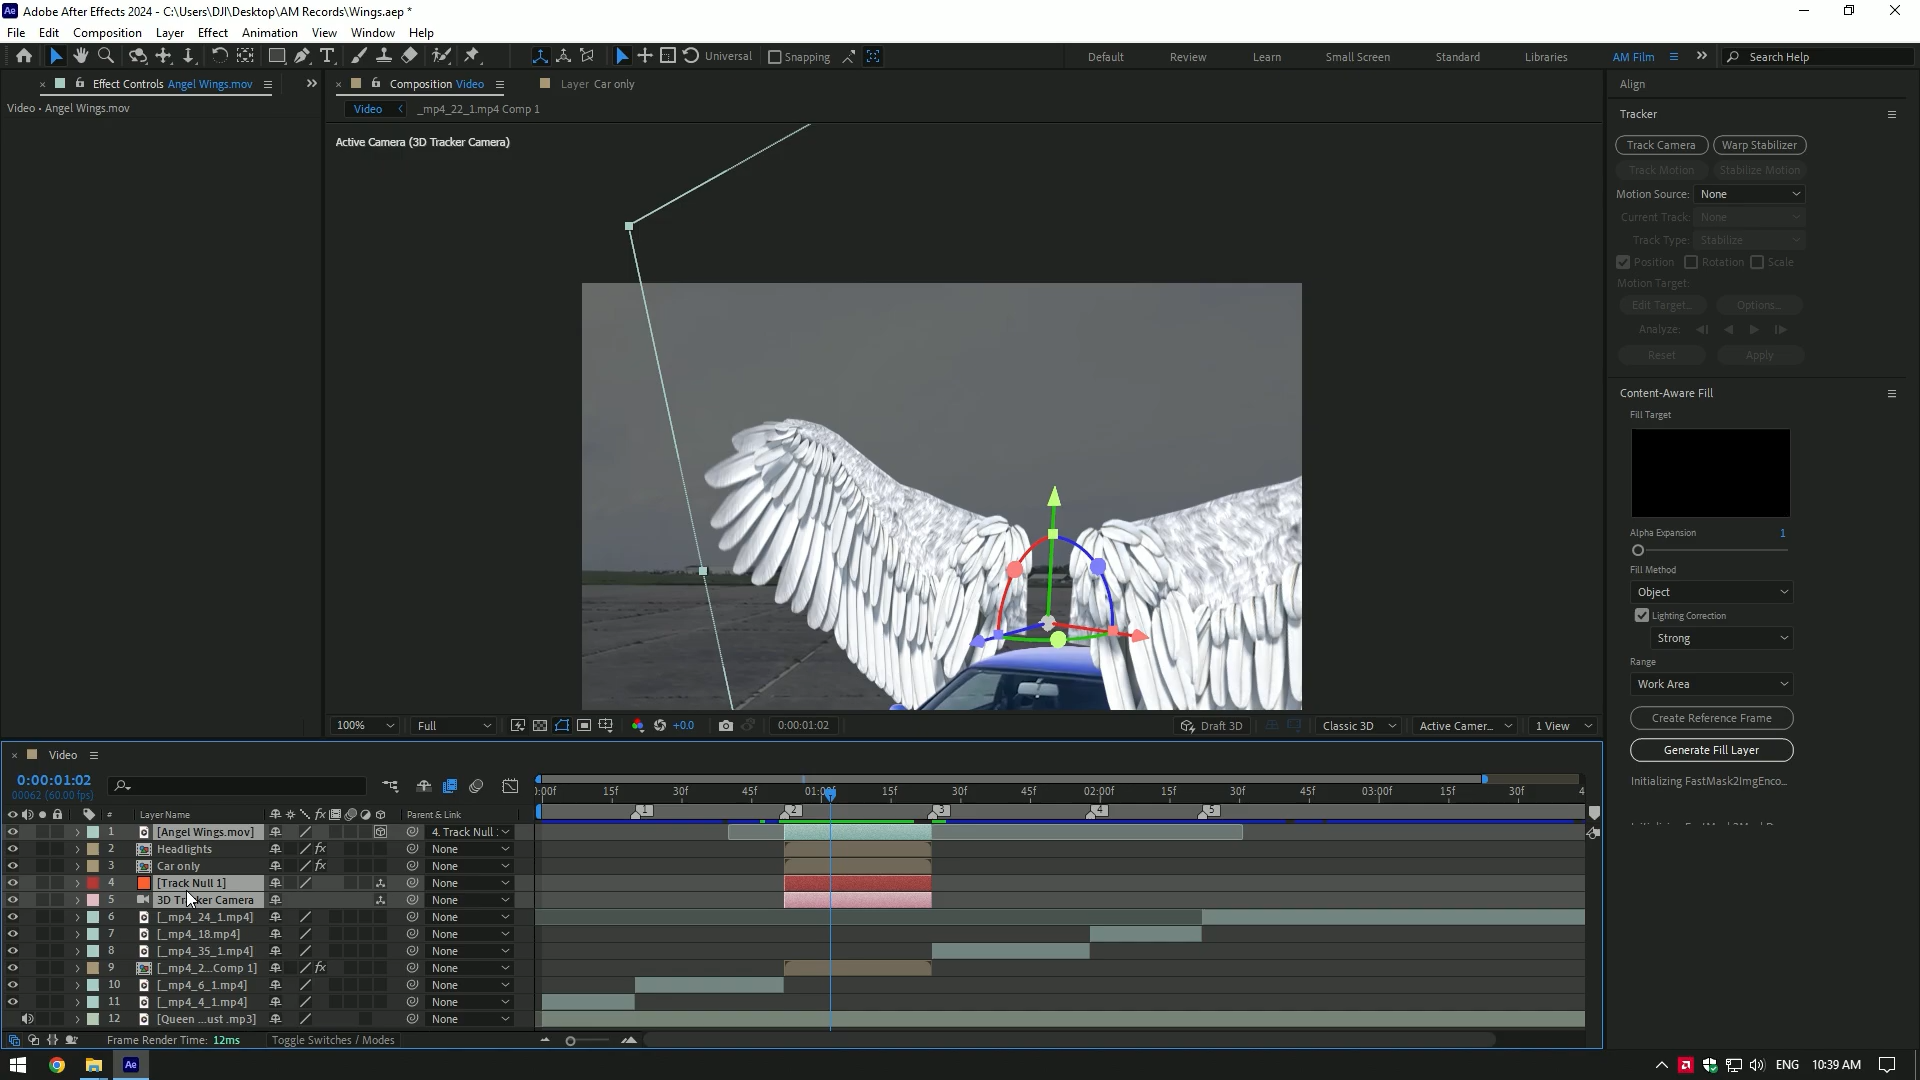 Adobe After Effects 2024 - C:\Users\DJI\Desktop\AM Records\Wings.aep *
File Edit Composition Layer Effect Animation View Window Help
Universal Snapping Default Review Learn Small Screen Standard Libraries AM Film Search Help
Effect Controls Angel Wings.mov
Composition Video
Layer Car only
Align
Video • Angel Wings.mov
Video
_mp4_22_1.mp4 Comp 1
Tracker
Active Camera (3D Tracker Camera)
Track Camera Warp Stabilizer
Track Motion Stabilize Motion
Motion Source: None
Current Track: None
Track Type: Stabilize
Position Rotation Scale
Motion Target:
Edit Target... Options...
Analyze:
Reset Apply
Content-Aware Fill
Fill Target
Alpha Expansion 1
Fill Method
Object
Lighting Correction
Strong
Range
Work Area
Create Reference Frame
Generate Fill Layer
Initializing FastMask2ImgEnco...
100% Full +0.0 0:00:01:02 Draft 3D Classic 3D Active Camer... 1 View
Video
0:00:01:02
00062 (60.00 fps)
:00f 15f 30f 45f 01:00f 15f 30f 45f 02:00f 15f 30f 45f 03:00f 15f 30f 4
# Layer Name fx Parent & Link
1 2 3 4 5
1 [Angel Wings.mov] 4. Track Null :
2 Headlights fx None
3 Car only fx None
4 [Track Null 1] None
5 3D Tracker Camera None
6 [_mp4_24_1.mp4] None
7 [_mp4_18.mp4] None
8 [_mp4_35_1.mp4] None
9 [_mp4_2...Comp 1] fx None
10 [_mp4_6_1.mp4] None
11 [_mp4_4_1.mp4] None
12 [Queen ...ust .mp3] None
Frame Render Time: 12ms Toggle Switches / Modes
Ae ENG 10:39 AM